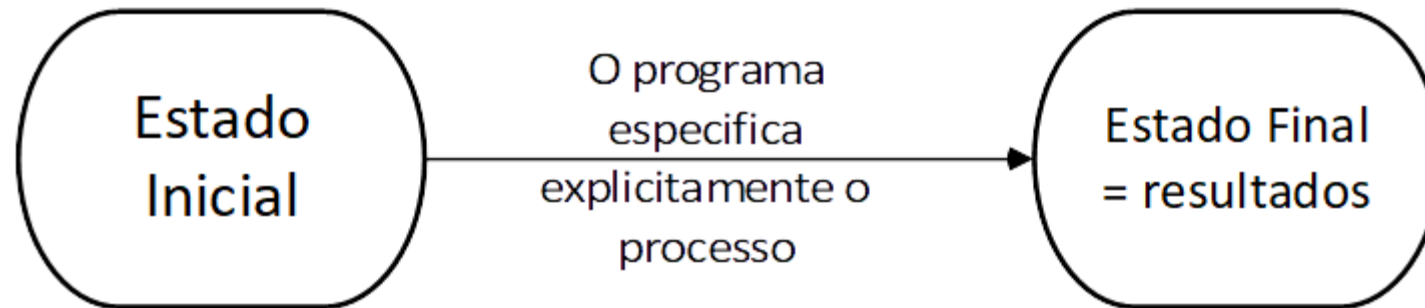 Estado
Inicial
O programa
especifica
explicitamente o
processo
Estado Final
= resultados